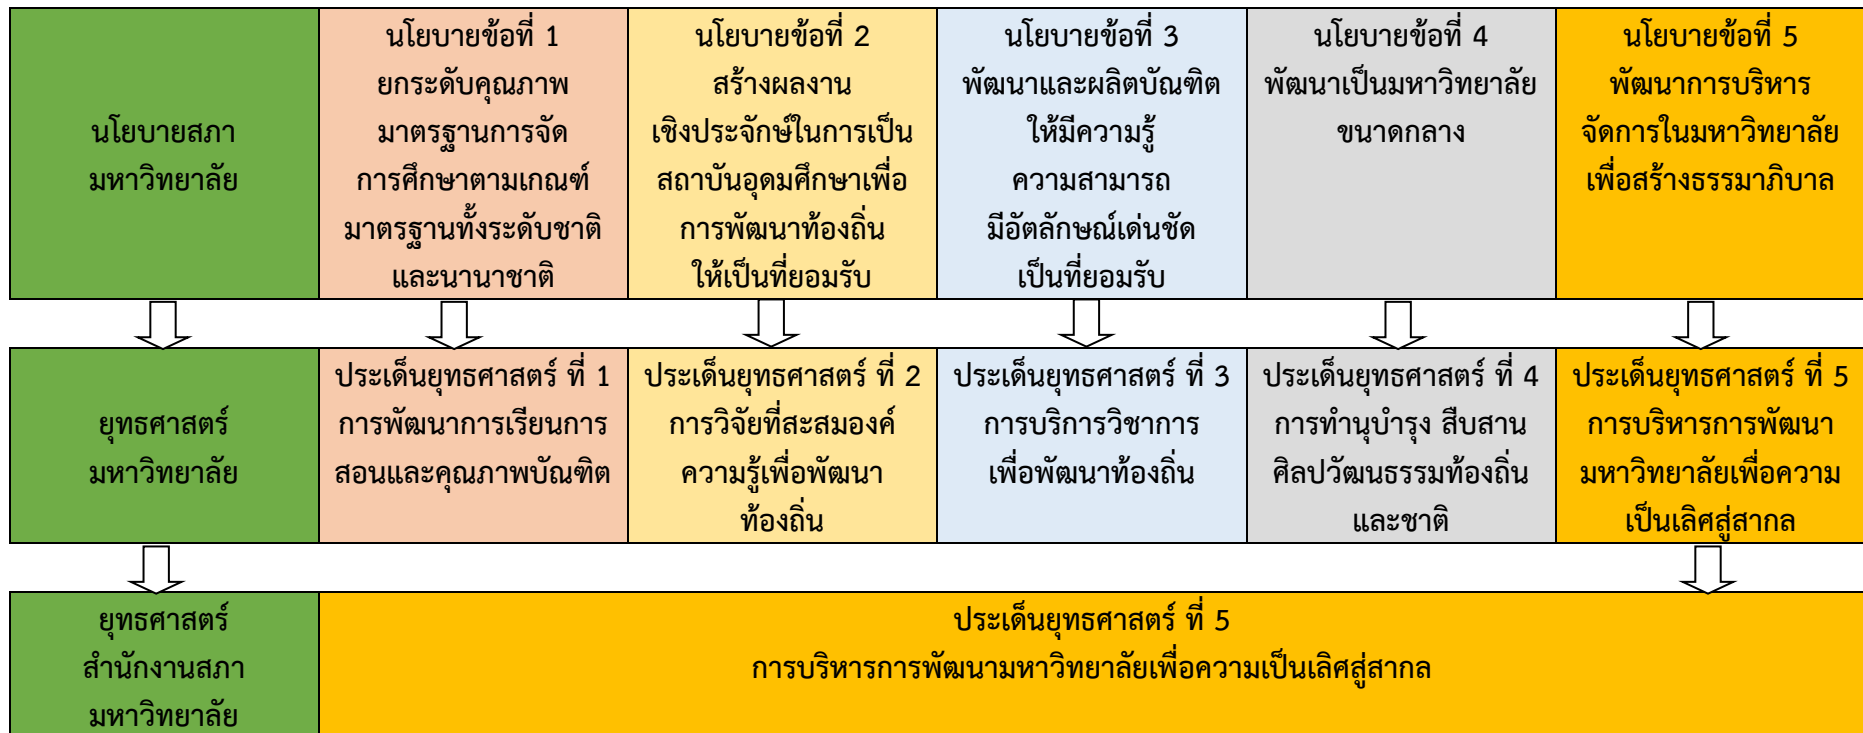 นโยบายสภา
มหาวิทยาลัย
นโยบายข้อที่ 1
ยกระดับคุณภาพ
มาตรฐานการจัด
การศึกษาตามเกณฑ์
มาตรฐานทั้งระดับชาติ
และนานาชาติ
นโยบายข้อที่ 2
สร้างผลงาน
เชิงประจักษ์ในการเป็น
สถาบันอุดมศึกษาเพื่อ
การพัฒนาท้องถิ่น
ให้เป็นที่ยอมรับ
นโยบายข้อที่ 3
พัฒนาและผลิตบัณฑิต
ให้มีความรู้
ความสามารถ
มีอัตลักษณ์เด่นชัด
เป็นที่ยอมรับ
นโยบายข้อที่ 4
พัฒนาเป็นมหาวิทยาลัย
ขนาดกลาง
นโยบายข้อที่ 5
พัฒนาการบริหาร
จัดการในมหาวิทยาลัย
เพื่อสร้างธรรมาภิบาล
ยุทธศาสตร์
มหาวิทยาลัย
ประเด็นยุทธศาสตร์ ที่ 1
การพัฒนาการเรียนการ
สอนและคุณภาพบัณฑิต
ประเด็นยุทธศาสตร์ ที่ 2
การวิจัยที่สะสมองค์
ความรู้เพื่อพัฒนา
ท้องถิ่น
ประเด็นยุทธศาสตร์ ที่ 3
การบริการวิชาการ
เพื่อพัฒนาท้องถิ่น
ประเด็นยุทธศาสตร์ ที่ 4
การทำนุบำรุง สืบสาน
ศิลปวัฒนธรรมท้องถิ่น
และชาติ
ประเด็นยุทธศาสตร์ ที่ 5
การบริหารการพัฒนา
มหาวิทยาลัยเพื่อความ
เป็นเลิศสู่สากล
ยุทธศาสตร์
สำนักงานสภา
มหาวิทยาลัย
ประเด็นยุทธศาสตร์ ที่ 5
การบริหารการพัฒนามหาวิทยาลัยเพื่อความเป็นเลิศสู่สากล